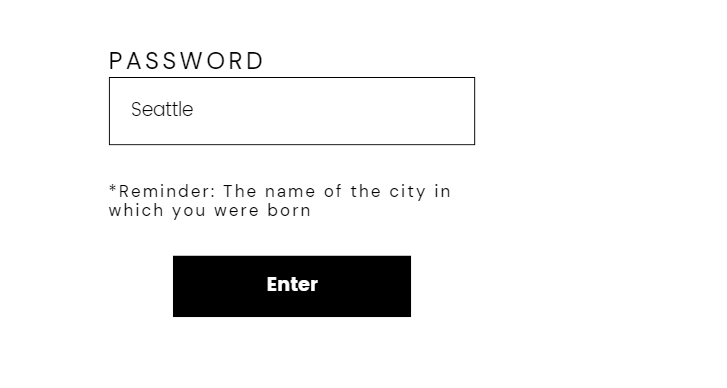 PASSWORD
Seattle
*Reminder: The name of the city in
which you were born
Enter